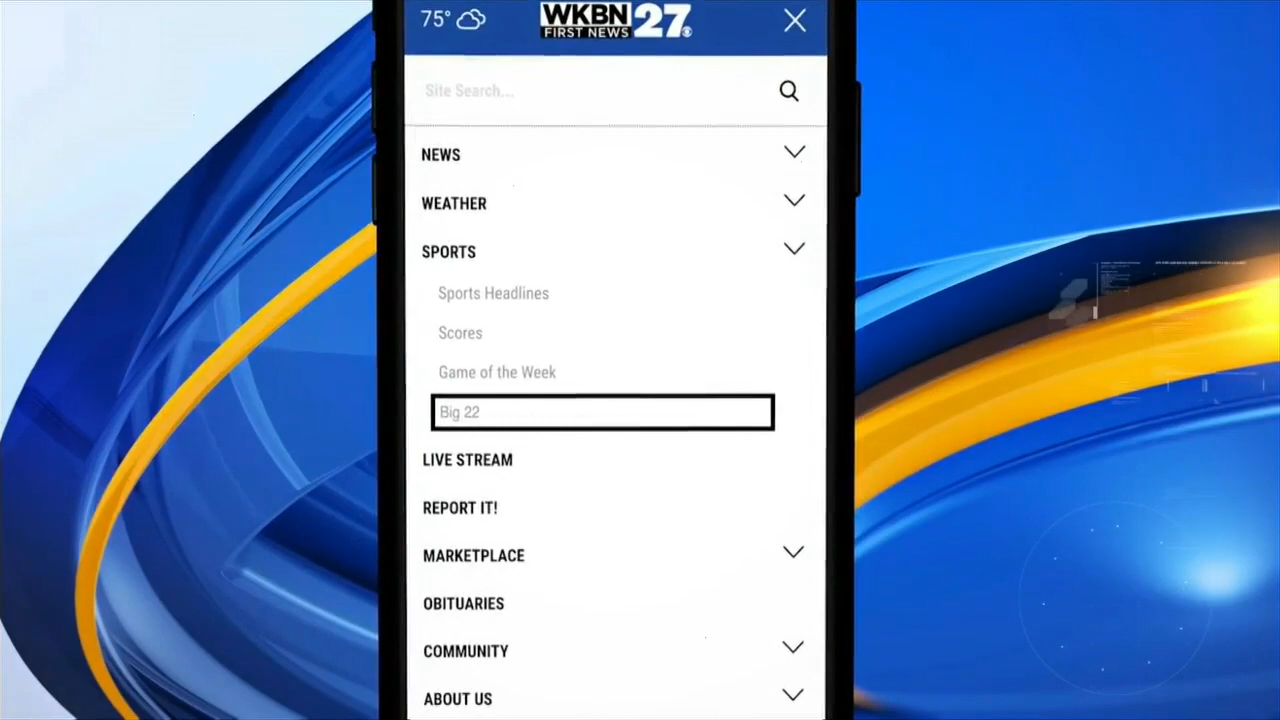 75°
WKBN 27
FIRST NEWS
Site Search...
NEWS
WEATHER
SPORTS
Sports Headlines
Scores
Game of the Week
Big 22
LIVE STREAM
REPORT IT!
MARKETPLACE
OBITUARIES
COMMUNITY
ABOUT US